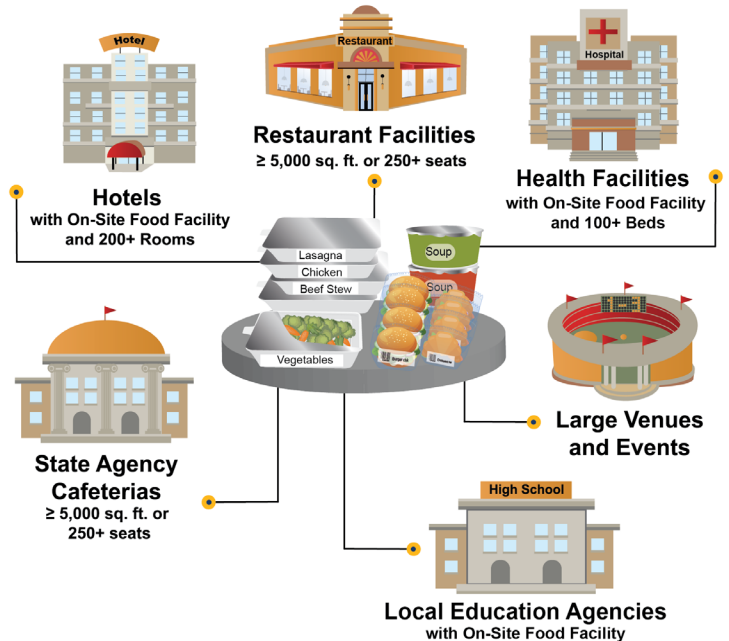 Hotel
Restaurant
Hospital
Restaurant Facilities
≥ 5,000 sq. ft. or 250+ seats
Hotels
with On-Site Food Facility
and 200+ Rooms
Health Facilities
with On-Site Food Facility
and 100+ Beds
Lasagna
Chicken
Beef Stew
Vegetables
Soup
Soup
Large Venues
and Events
State Agency
Cafeterias
≥ 5,000 sq. ft. or
250+ seats
High School
Local Education Agencies
with On-Site Food Facility